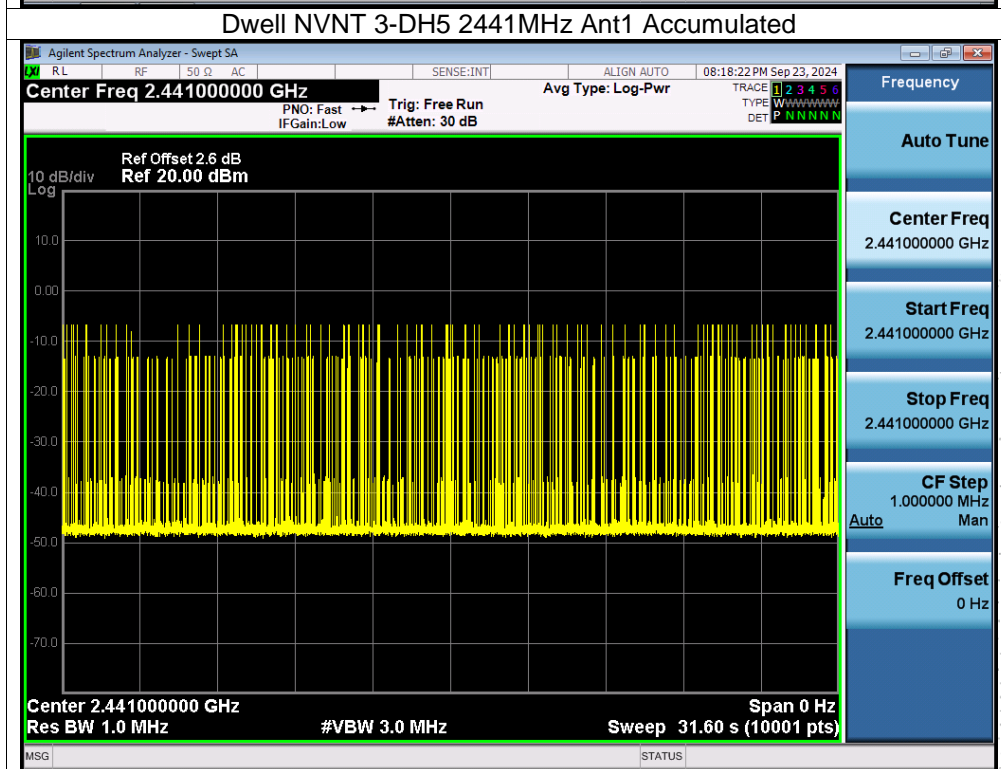 Dwell NVNT 3-DH5 2441MHz Ant1 Accumulated
Agilent Spectrum Analyzer - Swept SA
LXI RL RF 50 Ω AC SENSE:INT ALIGN AUTO 08:18:22 PM Sep 23, 2024
Center Freq 2.441000000 GHz Avg Type: Log-Pwr TRACE 1 2 3 4 5 6
PNO: Fast Trig: Free Run TYPE WWWWWW
IFGain:Low #Atten: 30 dB DET P N N N N N
Frequency
Auto Tune
Ref Offset 2.6 dB
10 dB/div Ref 20.00 dBm
Log
10.0
0.00
-10.0
-20.0
-30.0
-40.0
-50.0
-60.0
-70.0
Center Freq
2.441000000 GHz
Start Freq
2.441000000 GHz
Stop Freq
2.441000000 GHz
CF Step
1.000000 MHz
Auto Man
Freq Offset
0 Hz
Center 2.441000000 GHz Span 0 Hz
Res BW 1.0 MHz #VBW 3.0 MHz Sweep 31.60 s (10001 pts)
MSG STATUS